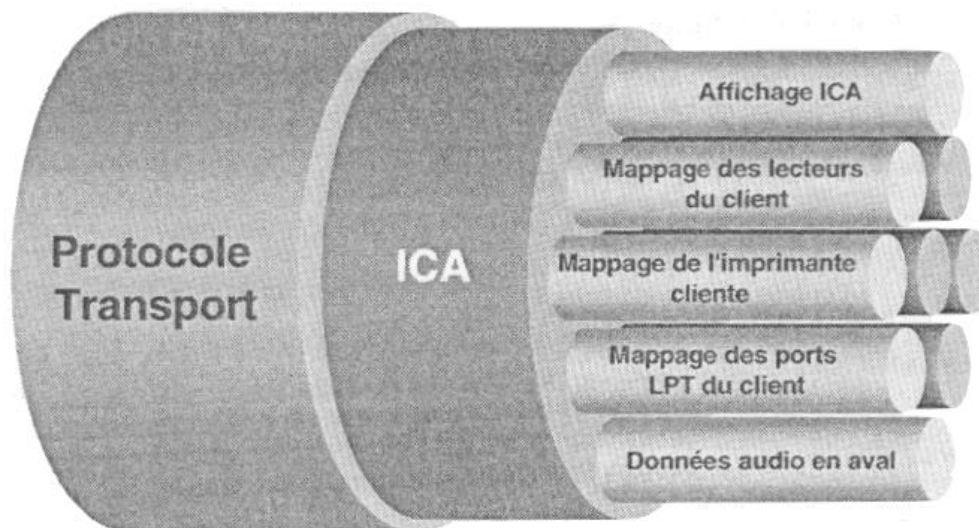 Protocole
Transport
ICA
Affichage ICA
Mappage des lecteurs
du client
Mappage de l'imprimante
cliente
Mappage des ports
LPT du client
Données audio en aval